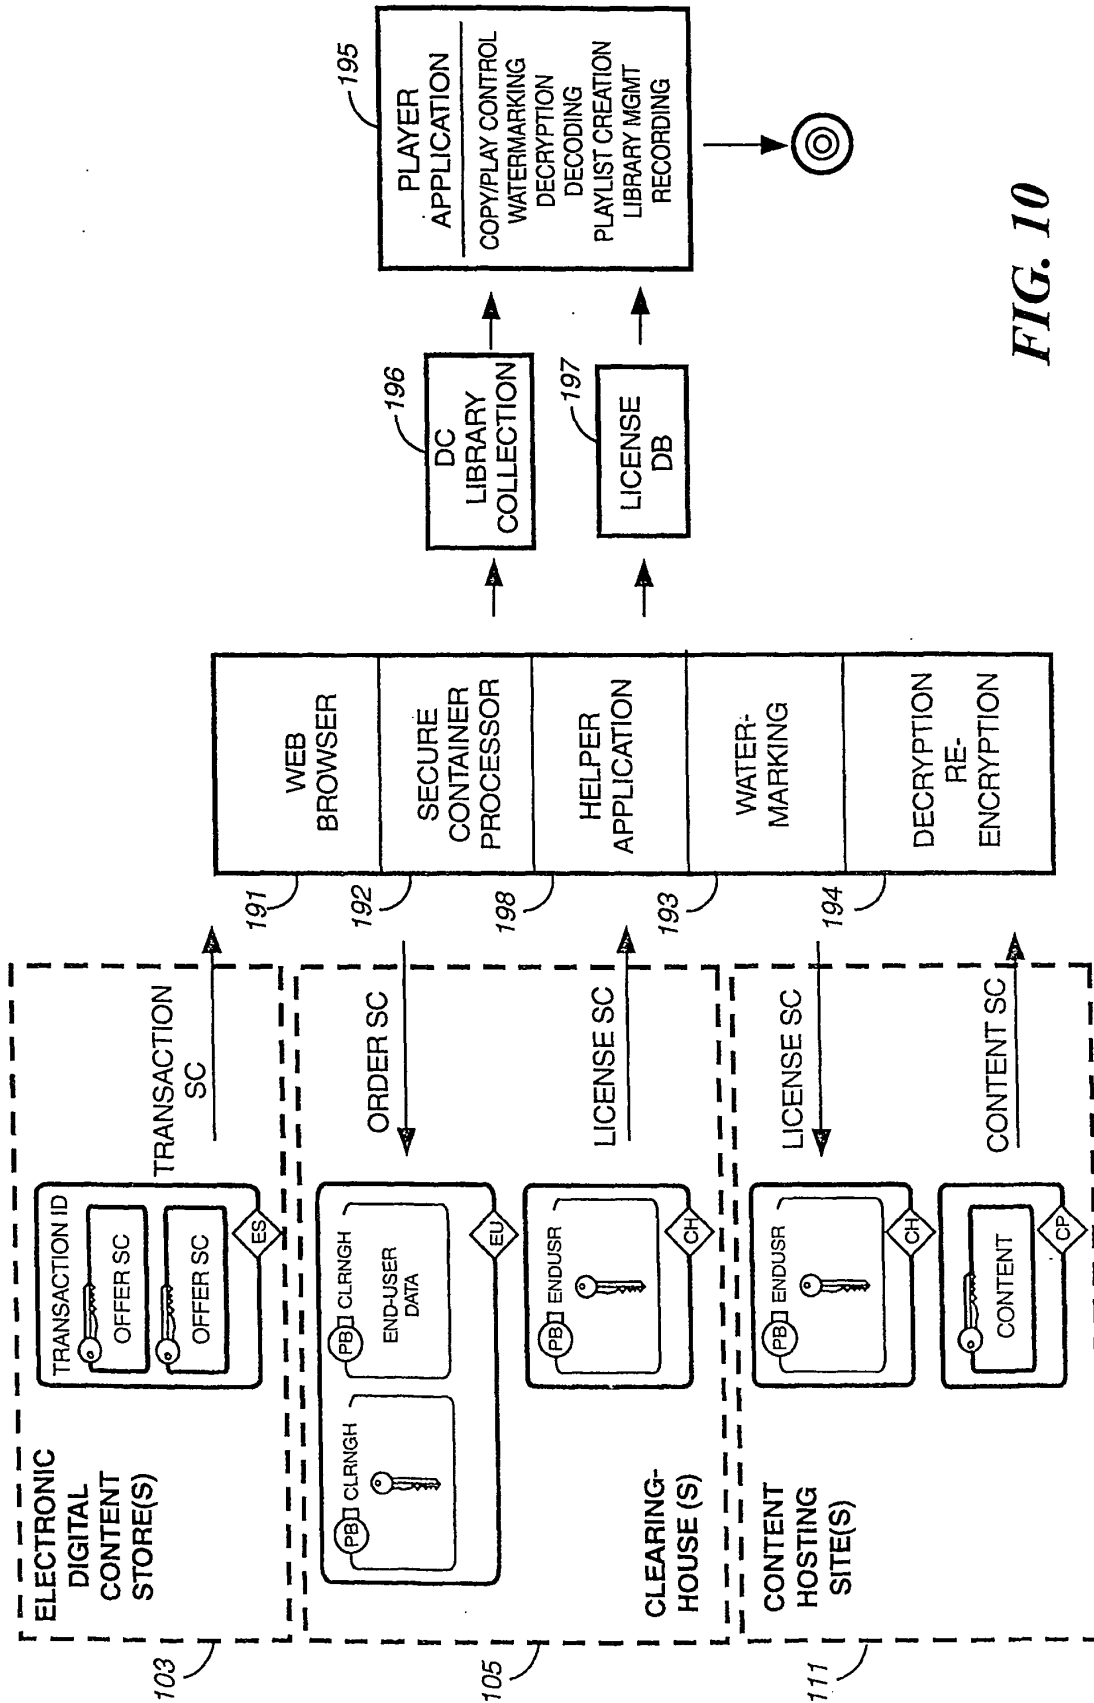 103
ELECTRONIC
DIGITAL
CONTENT
STORE(S)
TRANSACTION ID
OFFER SC
OFFER SC
ES
TRANSACTION
SC
105
PB
CLRNGH
PB
CLRNGH
END-USER
DATA
EU
ORDER SC
CLEARING-
HOUSE (S)
PB
ENDUSR
CH
LICENSE SC
111
CONTENT
HOSTING
SITE(S)
PB
ENDUSR
CH
LICENSE SC
CONTENT
CP
CONTENT SC
191
WEB
BROWSER
192
SECURE
CONTAINER
PROCESSOR
198
HELPER
APPLICATION
193
WATER-
MARKING
194
DECRYPTION
RE-
ENCRYPTION
196
DC
LIBRARY
COLLECTION
197
LICENSE
DB
195
PLAYER
APPLICATION
COPY/PLAY CONTROL
WATERMARKING
DECRYPTION
DECODING
PLAYLIST CREATION
LIBRARY MGMT
RECORDING
FIG. 10